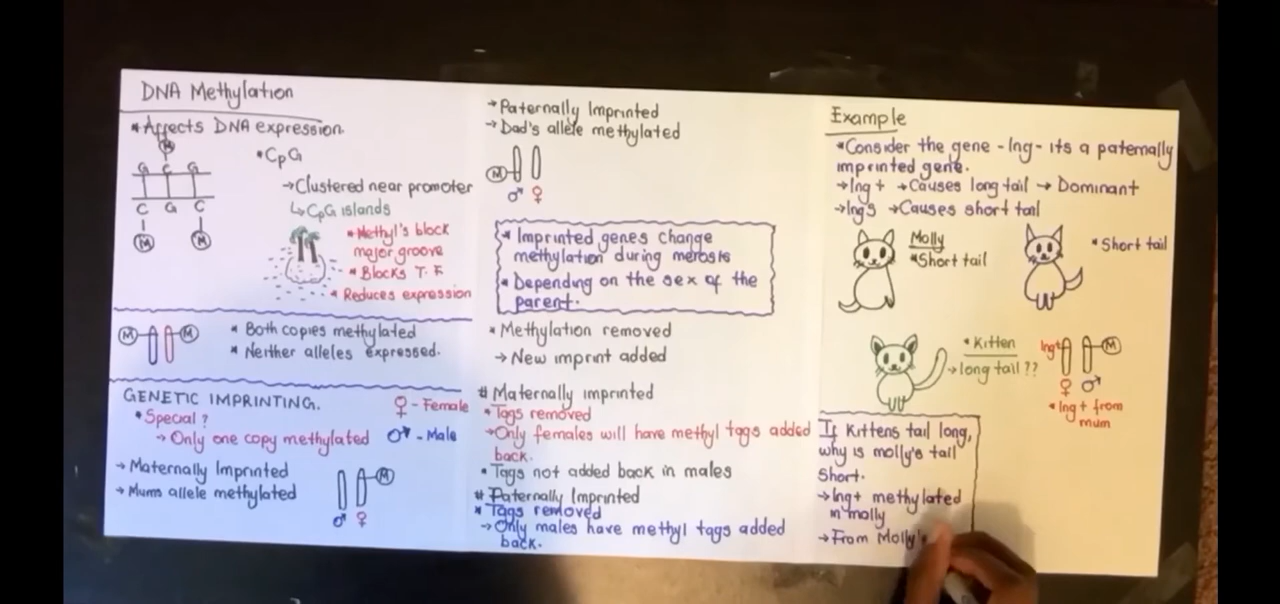 DNA Methylation
*Affects DNA expression.
M
G C G
C G C
M M
*CpG
→Clustered near promoter
↳CpG islands
*Methyl's block
major groove
*Blocks T.F
*Reduces expression
M M
*Both copies methylated
*Neither alleles expressed.
GENETIC IMPRINTING.
*Special?
→Only one copy methylated
♀-Female
♂-Male
→Maternally Imprinted
→Mums allele methylated
M
♂ ♀
→Paternally Imprinted
→Dad's allele methylated
M
♂ ♀
*Imprinted genes change
methylation during meiosis
*Depending on the sex of the
parent.
*Methylation removed
→New imprint added
#Maternally imprinted
*Tags removed
→Only females will have methyl tags added
back.
*Tags not added back in males
#Paternally Imprinted
*Tags removed
→Only males have methyl tags added
back.
Example
*Consider the gene -lng- its a paternally
imprinted gene.
→lng+ →Causes long tail →Dominant
→lngs →Causes short tail
Molly
*Short tail
*Short tail
*Kitten
→long tail??
lng+ M
♀ ♂
*lng+ from
mum
If kittens tail long,
why is molly's tail
short.
→lng+ methylated
in molly
→From Molly's